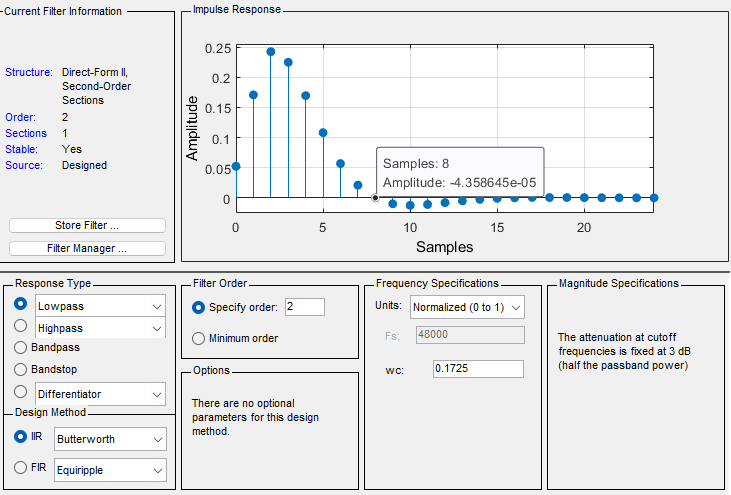 Current Filter Information
Structure: Direct-Form II,
Second-Order
Sections
Order: 2
Sections 1
Stable: Yes
Source: Designed
Store Filter ...
Filter Manager ...
Impulse Response
Amplitude
0.25
0.2
0.15
0.1
0.05
0
Samples: 8
Amplitude: -4.358645e-05
0 5 10 15 20
Samples
Response Type
Lowpass
Highpass
Bandpass
Bandstop
Differentiator
Design Method
IIR Butterworth
FIR Equiripple
Filter Order
Specify order: 2
Minimum order
Options
There are no optional
parameters for this design
method.
Frequency Specifications
Units: Normalized (0 to 1)
Fs: 48000
wc: 0.1725
Magnitude Specifications
The attenuation at cutoff
frequencies is fixed at 3 dB
(half the passband power)